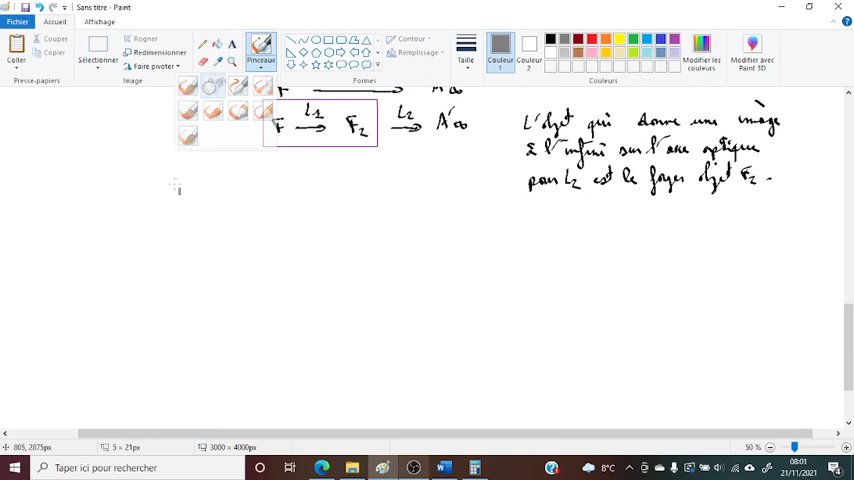 Sans titre - Paint
Fichier
Accueil
Affichage
Coller
Couper
Copier
Presse-papiers
Sélectionner
Rogner
Redimensionner
Faire pivoter
Image
A
Pinceaux
Contour
Remplissage
Formes
Taille
Couleur
1
Couleur
2
Modifier les
couleurs
Avec
Paint 3D
Couleurs
F ⟶ A'∞
F L1⟶ F2 L2⟶ A'∞
L'objet qui donne une image
à l'infini sur l'axe optique
pour L2 est le foyer objet F2.
805, 2875px
5 × 21px
3000 × 4000px
50 %
Taper ici pour rechercher
8°C
08:01
21/11/2021
4